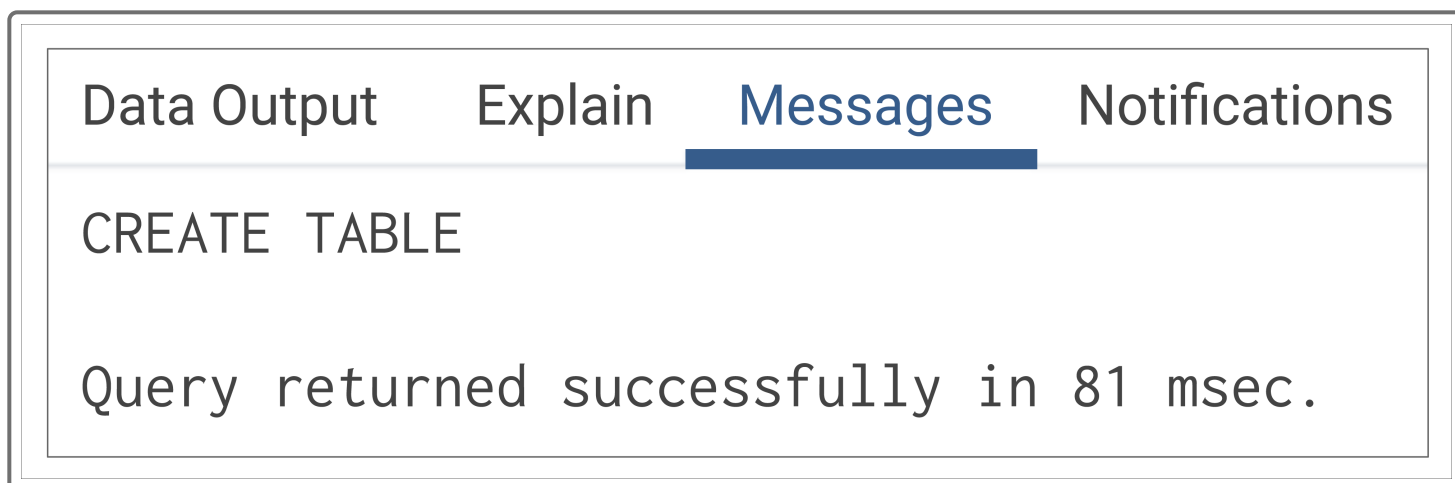 Data Output Explain Messages Notifications
CREATE TABLE
Query returned successfully in 81 msec.